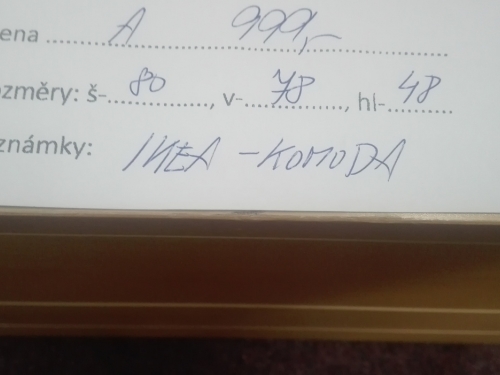 ena ........ A ........ 999,- ........
ozměry: š- 80 ........, v- 78 ........, hl- 48 ........
známky: IKEA - KOMODA